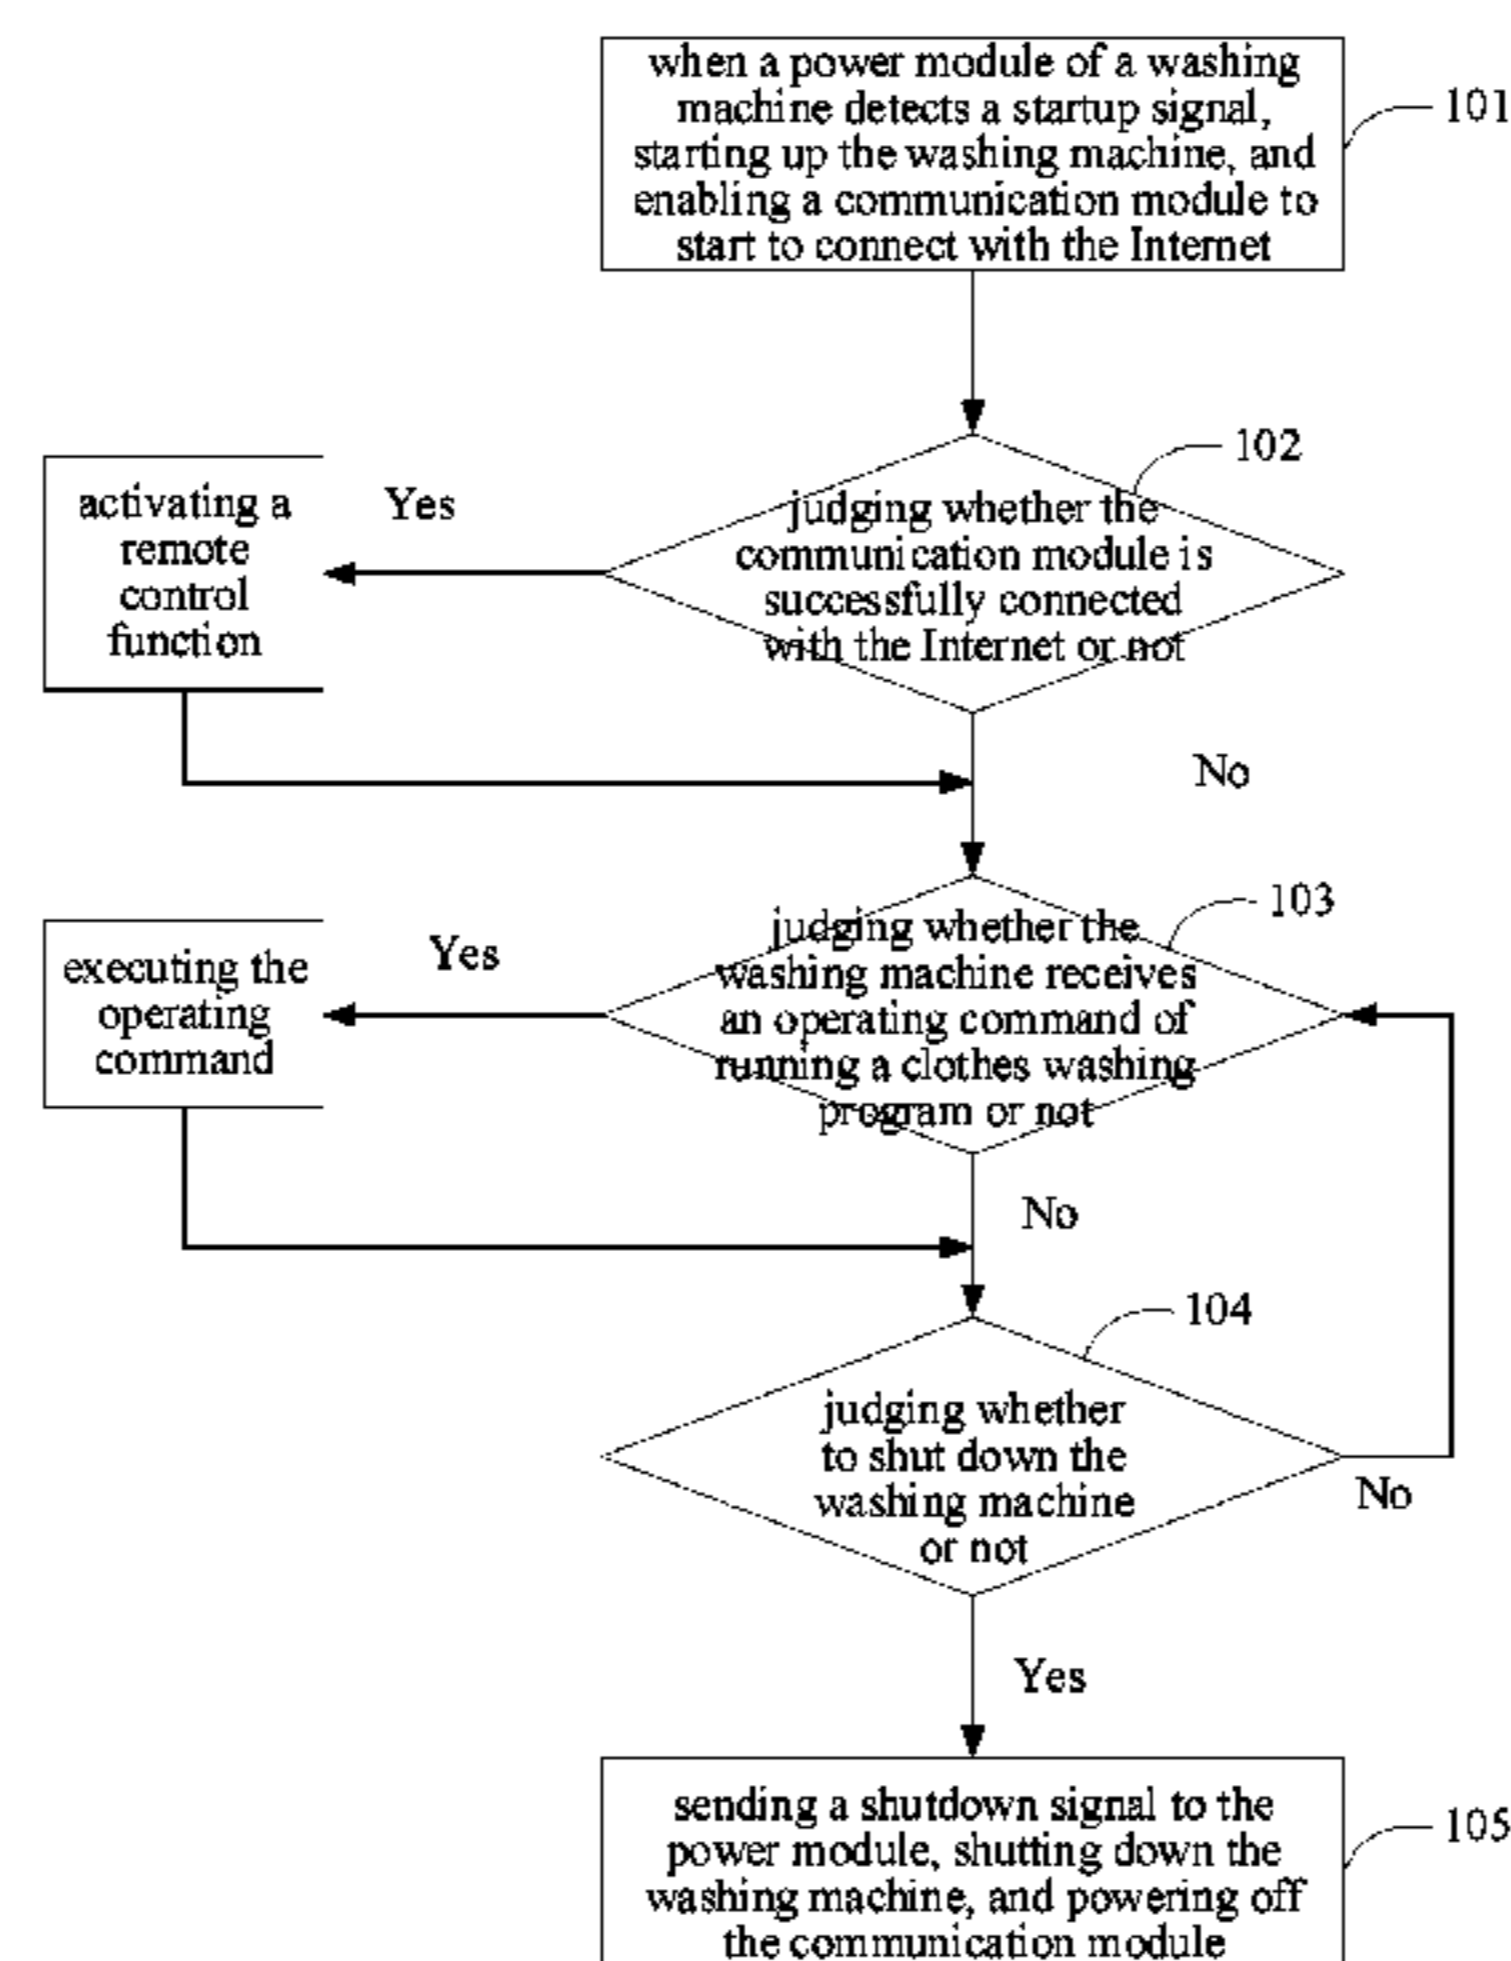 when a power module of a washing
machine detects a startup signal,
starting up the washing machine, and
enabling a communication module to
start to connect with the Internet
101
102
judging whether the
communication module is
successfully connected
with the Internet or not
Yes
activating a
remote
control
function
No
103
judging whether the
washing machine receives
an operating command of
running a clothes washing
program or not
Yes
executing the
operating
command
No
104
judging whether
to shut down the
washing machine
or not
No
Yes
sending a shutdown signal to the
power module, shutting down the
washing machine, and powering off
the communication module
105